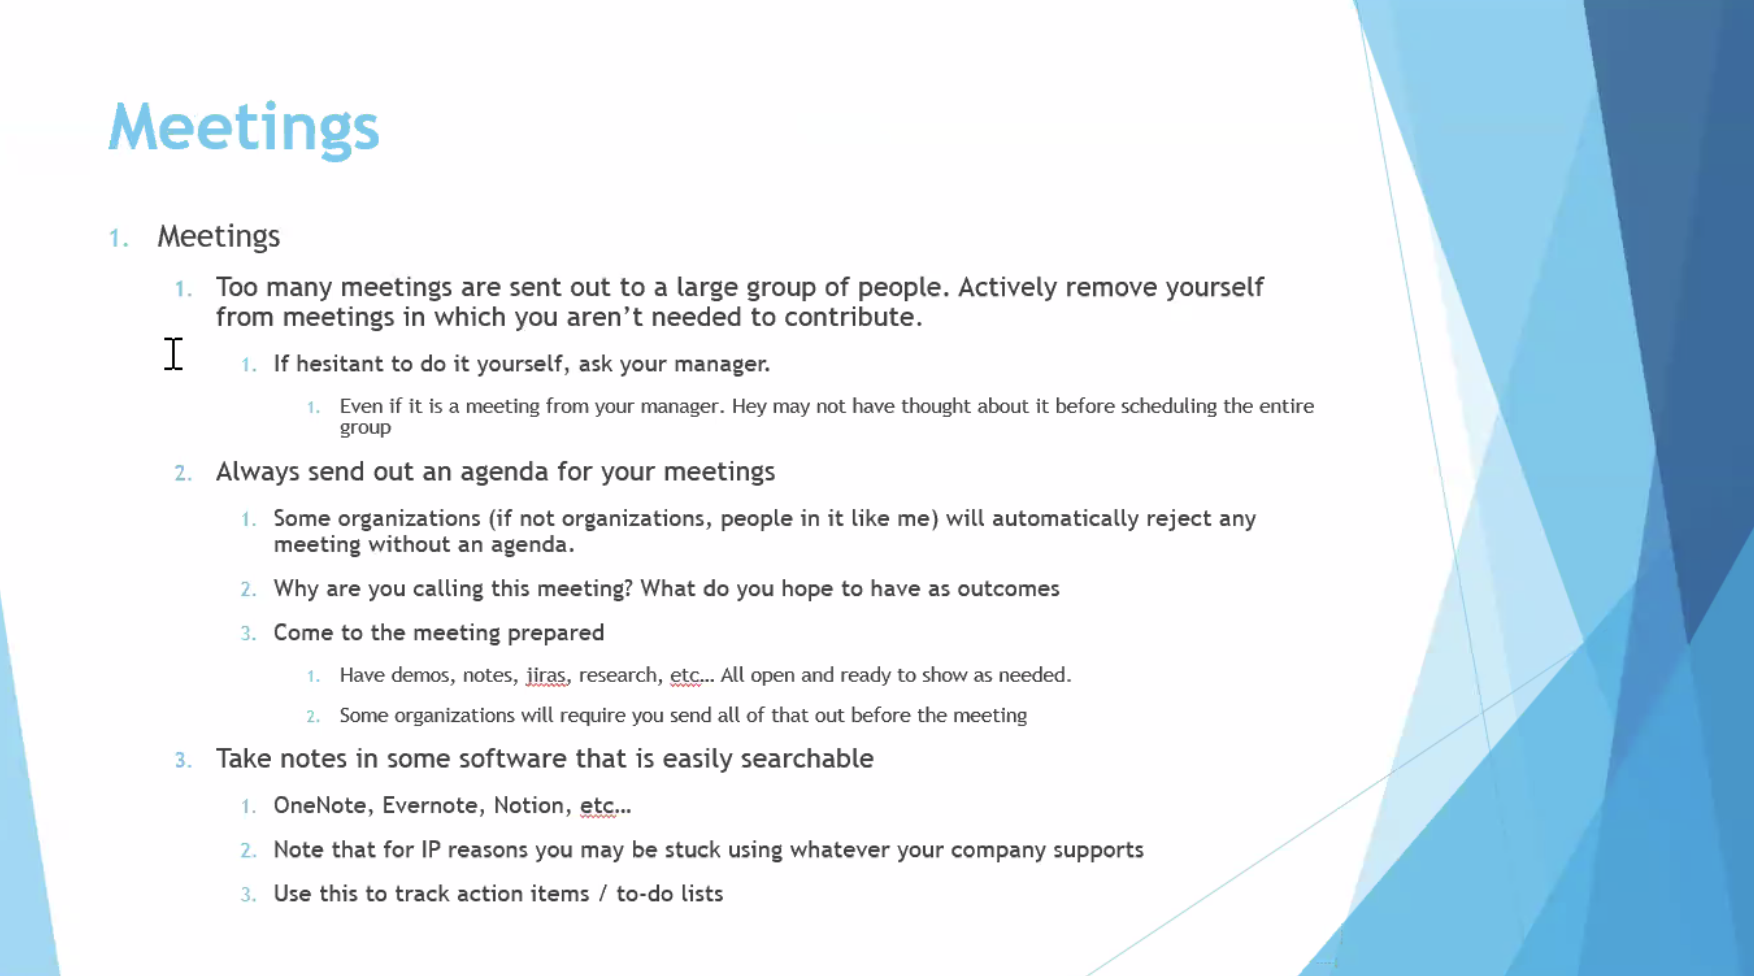 Meetings
1. Meetings
1. Too many meetings are sent out to a large group of people. Actively remove yourself
from meetings in which you aren’t needed to contribute.
1. If hesitant to do it yourself, ask your manager.
1. Even if it is a meeting from your manager. Hey may not have thought about it before scheduling the entire
group
2. Always send out an agenda for your meetings
1. Some organizations (if not organizations, people in it like me) will automatically reject any
meeting without an agenda.
2. Why are you calling this meeting? What do you hope to have as outcomes
3. Come to the meeting prepared
1. Have demos, notes, jiras, research, etc… All open and ready to show as needed.
2. Some organizations will require you send all of that out before the meeting
3. Take notes in some software that is easily searchable
1. OneNote, Evernote, Notion, etc…
2. Note that for IP reasons you may be stuck using whatever your company supports
3. Use this to track action items / to-do lists